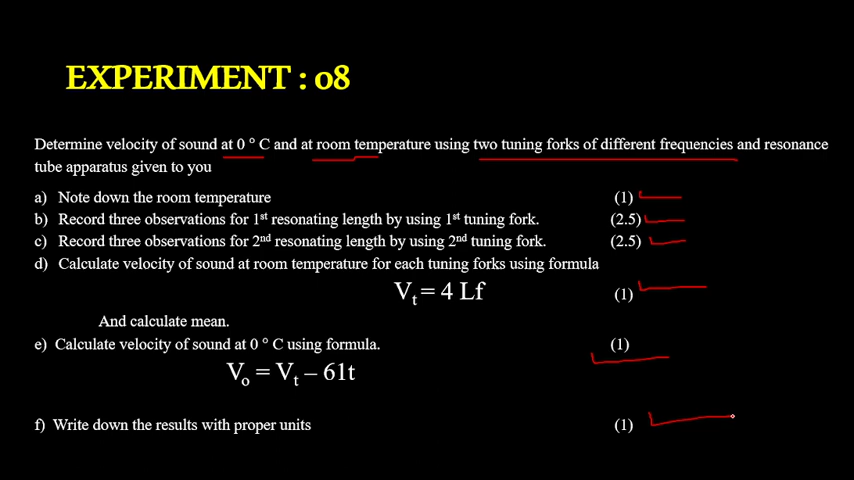 EXPERIMENT : 08
Determine velocity of sound at 0 ° C and at room temperature using two tuning forks of different frequencies and resonance
tube apparatus given to you
a) Note down the room temperature (1)
b) Record three observations for 1st resonating length by using 1st tuning fork. (2.5)
c) Record three observations for 2nd resonating length by using 2nd tuning fork. (2.5)
d) Calculate velocity of sound at room temperature for each tuning forks using formula
Vt = 4 Lf (1)
And calculate mean.
e) Calculate velocity of sound at 0 ° C using formula. (1)
Vo = Vt – 61t
f) Write down the results with proper units (1)